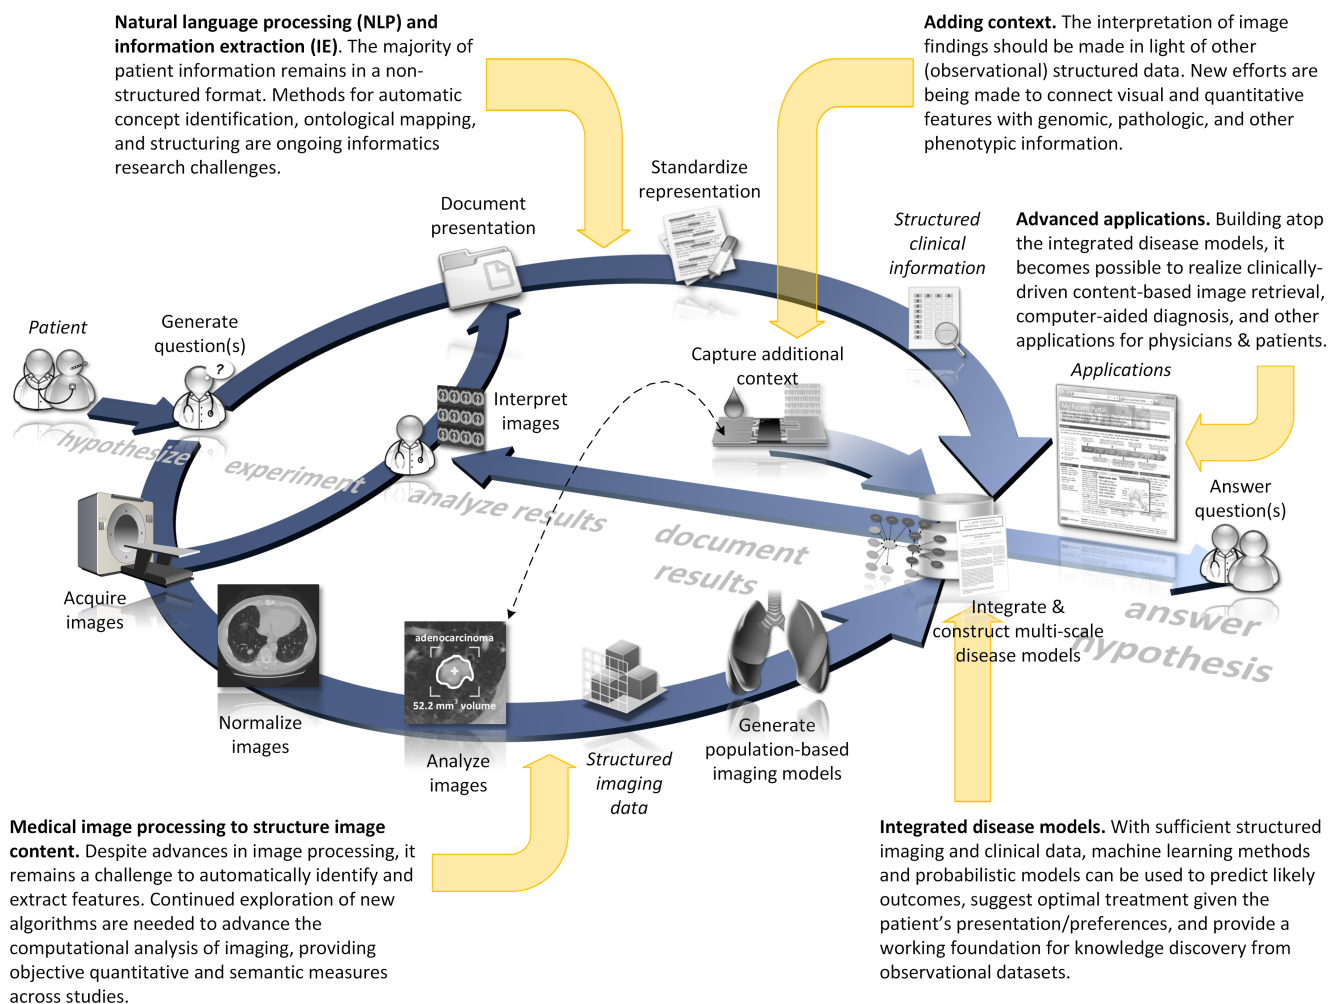 Natural language processing (NLP) and
information extraction (IE). The majority of
patient information remains in a non-
structured format. Methods for automatic
concept identification, ontological mapping,
and structuring are ongoing informatics
research challenges.
Adding context. The interpretation of image
findings should be made in light of other
(observational) structured data. New efforts are
being made to connect visual and quantitative
features with genomic, pathologic, and other
phenotypic information.
Standardize
representation
Document
presentation
Structured
clinical
information
Advanced applications. Building atop
the integrated disease models, it
becomes possible to realize clinically-
driven content-based image retrieval,
computer-aided diagnosis, and other
applications for physicians & patients.
Patient
Generate
question(s)
?
Capture additional
context
Applications
My Patient Portal
Interpret
images
hypothesize
experiment
analyze results
document
results
answer
hypothesis
Answer
question(s)
Acquire
images
Integrate &
construct multi-scale
disease models
adenocarcinoma
52.2 mm³ volume
Normalize
images
Analyze
images
Structured
imaging
data
Generate
population-based
imaging models
Medical image processing to structure image
content. Despite advances in image processing, it
remains a challenge to automatically identify and
extract features. Continued exploration of new
algorithms are needed to advance the
computational analysis of imaging, providing
objective quantitative and semantic measures
across studies.
Integrated disease models. With sufficient structured
imaging and clinical data, machine learning methods
and probabilistic models can be used to predict likely
outcomes, suggest optimal treatment given the
patient's presentation/preferences, and provide a
working foundation for knowledge discovery from
observational datasets.